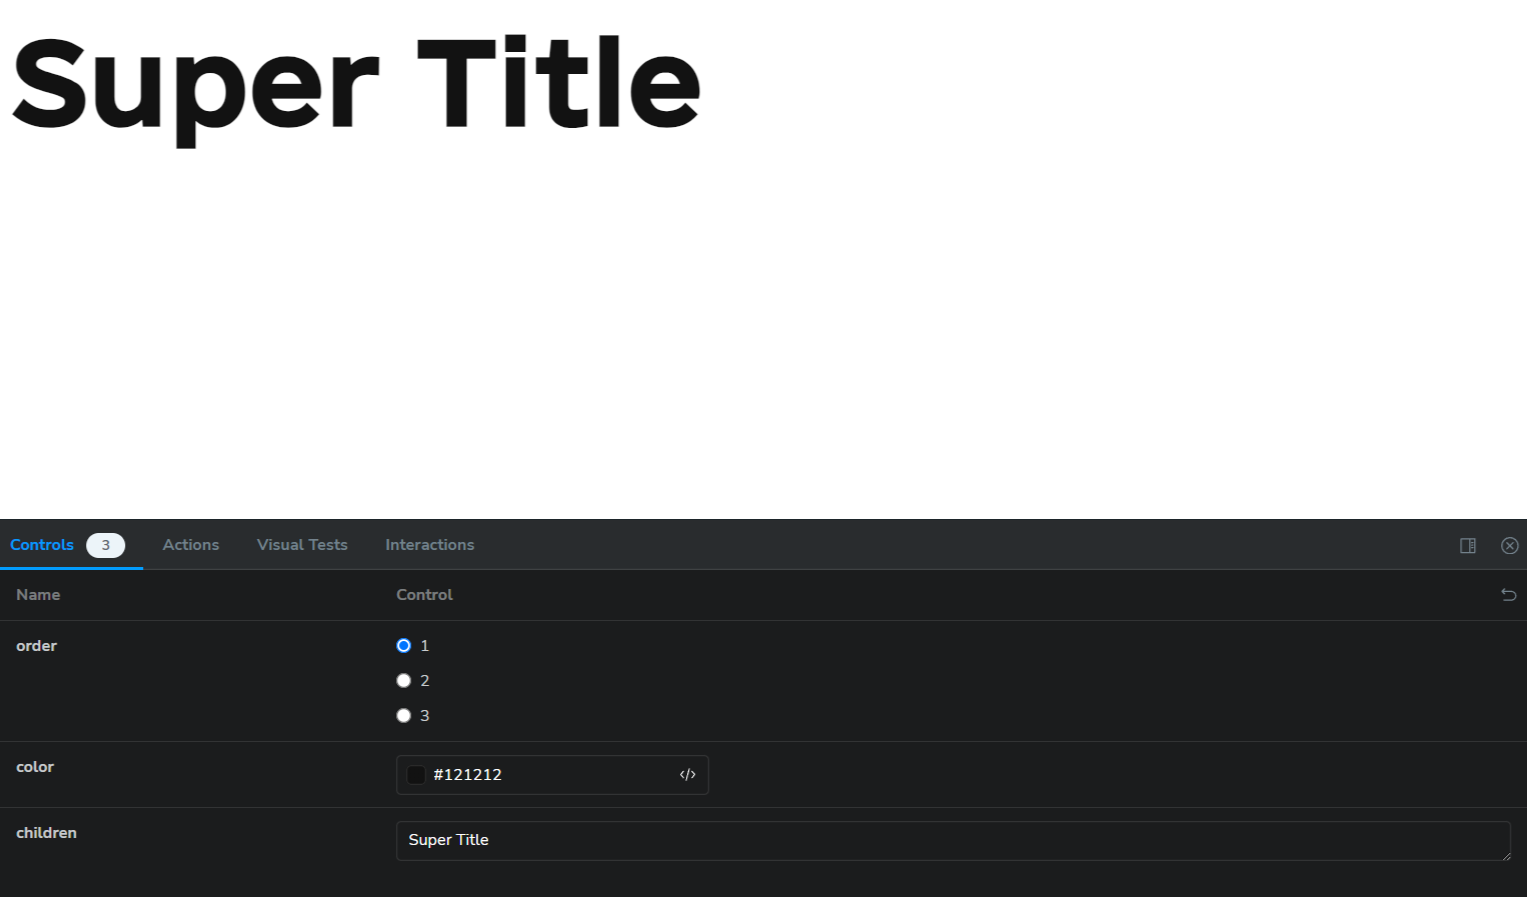 Super Title
Controls 3 Actions Visual Tests Interactions
Name Control
order 1
2
3
color #121212 </>
children Super Title